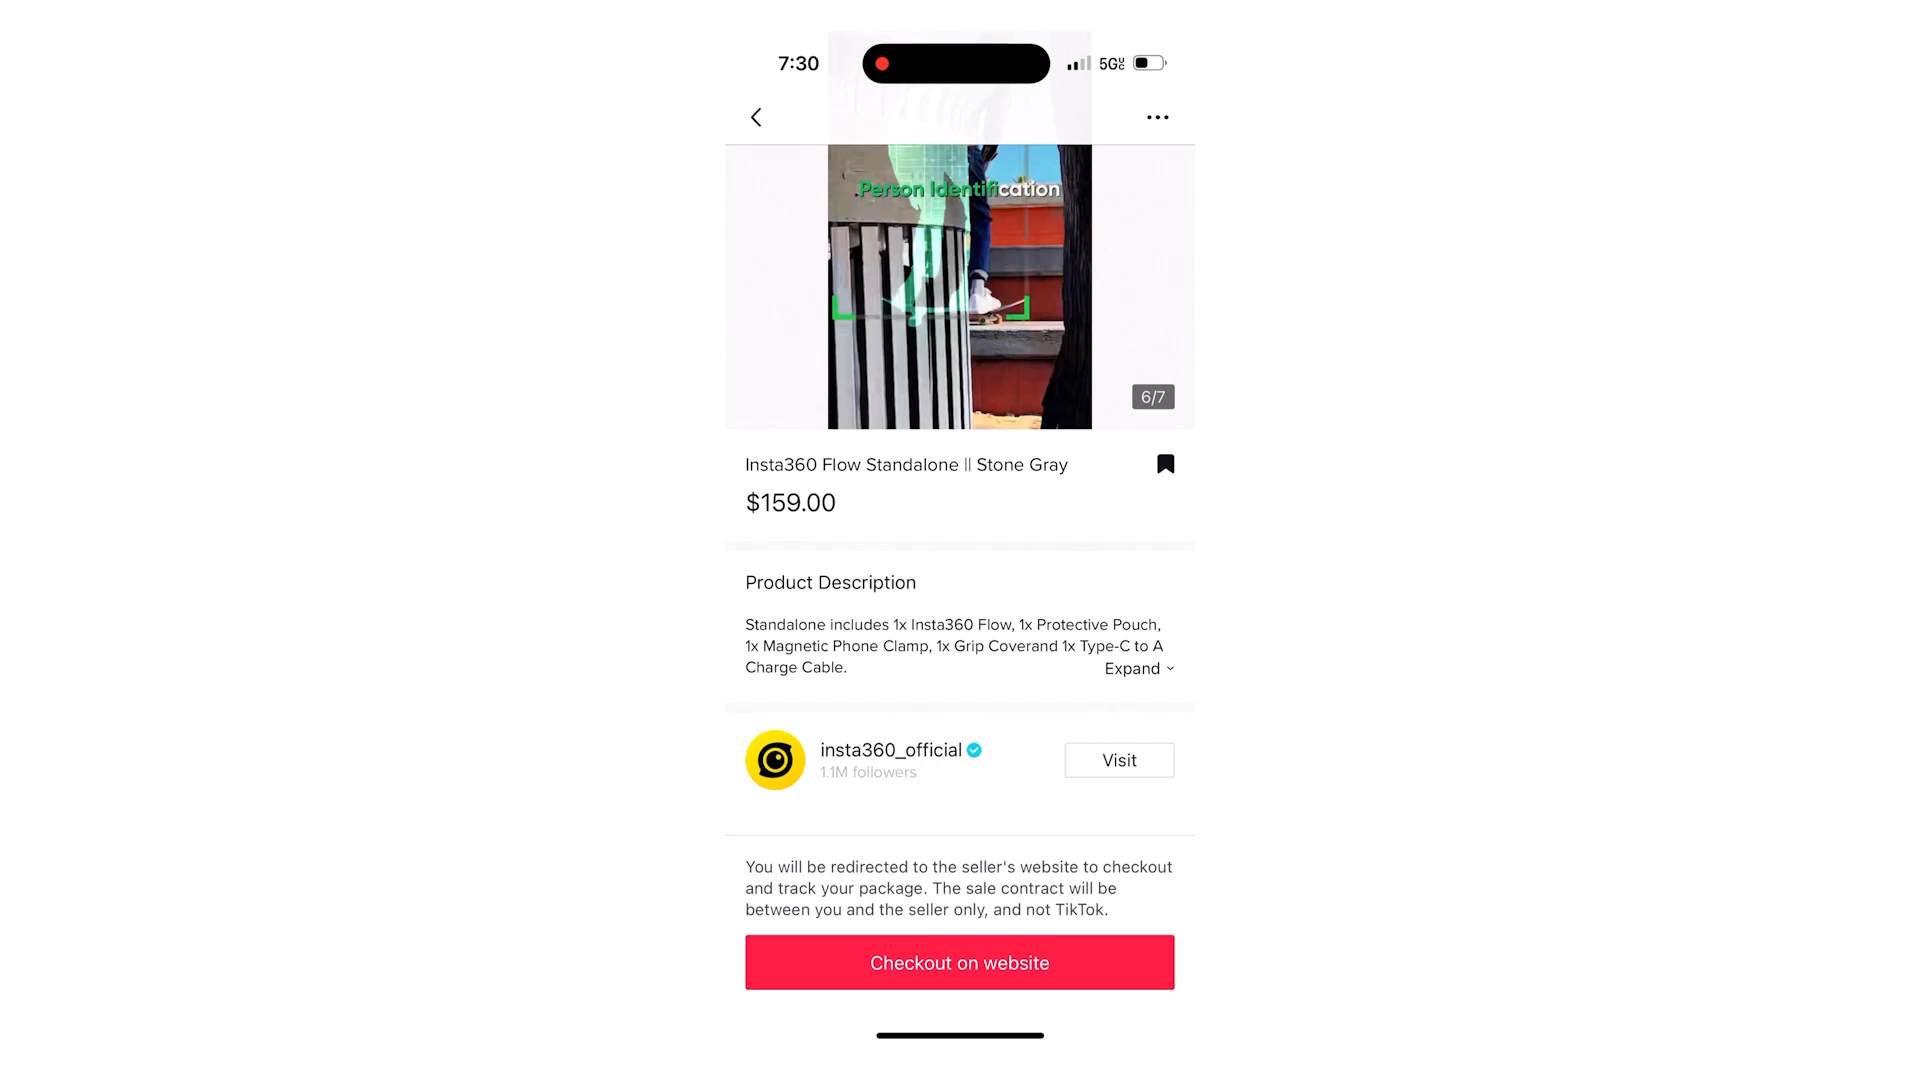 7:30
5G
Person Identification
6/7
Insta360 Flow Standalone || Stone Gray
$159.00
Product Description
Standalone includes 1x Insta360 Flow, 1x Protective Pouch,
1x Magnetic Phone Clamp, 1x Grip Coverand 1x Type-C to A
Charge Cable.
Expand
insta360_official
1.1M followers
Visit
You will be redirected to the seller's website to checkout
and track your package. The sale contract will be
between you and the seller only, and not TikTok.
Checkout on website